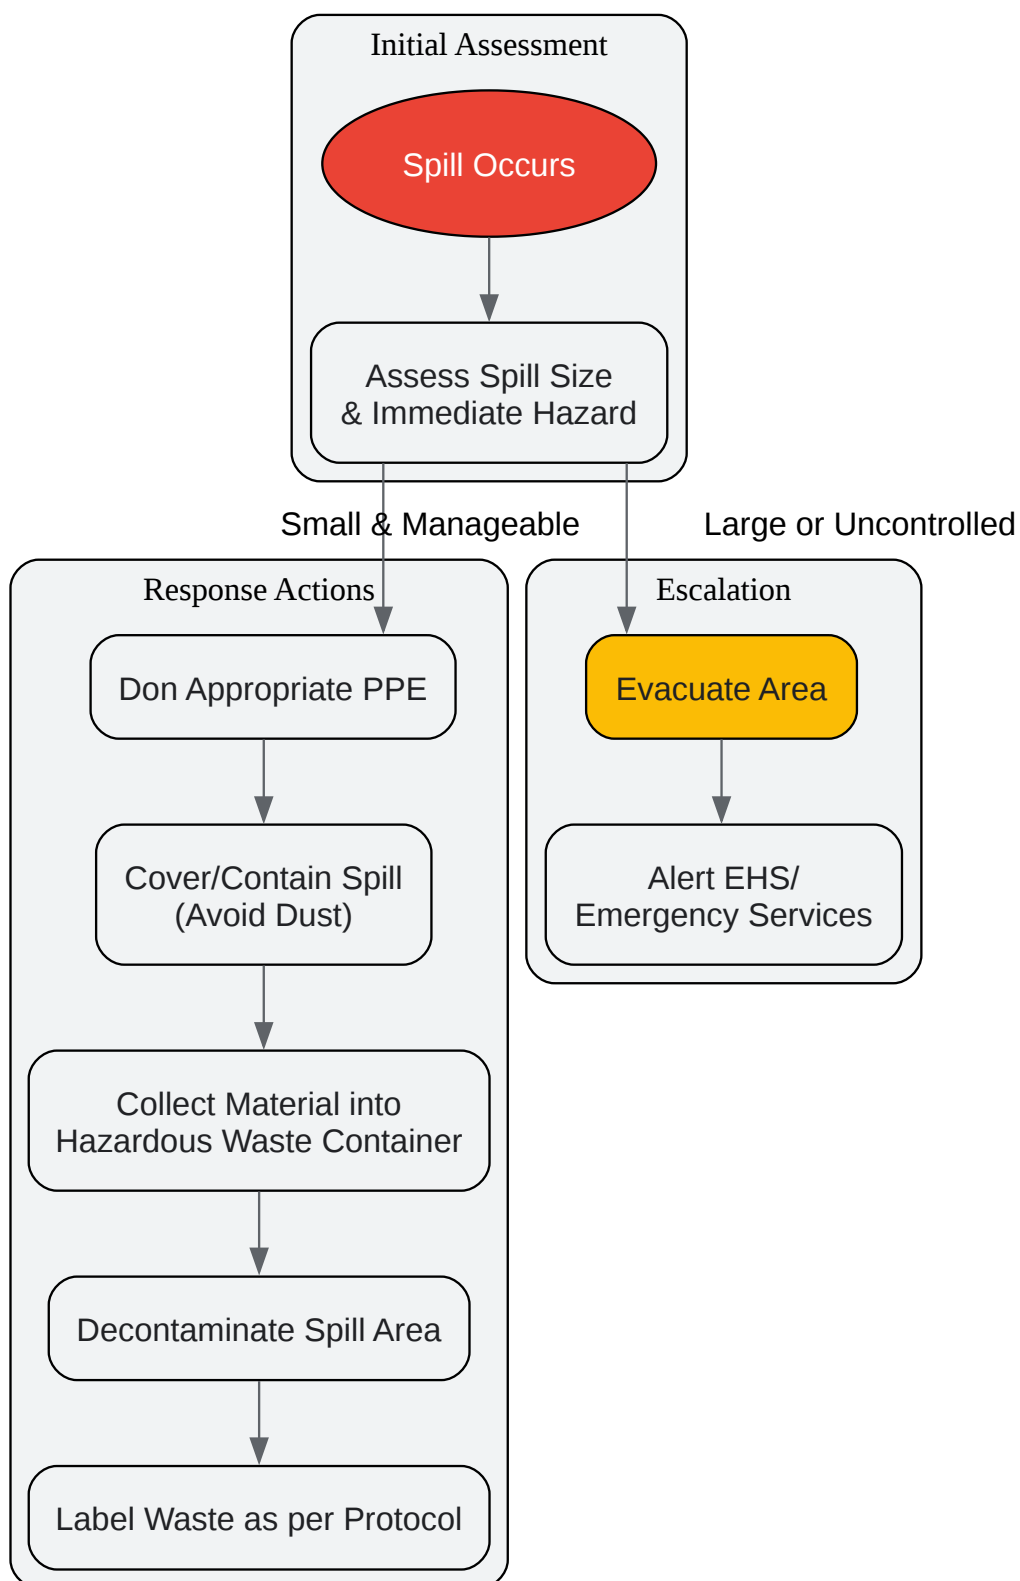 Initial Assessment
Spill Occurs
Assess Spill Size
& Immediate Hazard
Small & Manageable
Large or Uncontrolled
Response Actions
Don Appropriate PPE
Cover/Contain Spill
(Avoid Dust)
Collect Material into
Hazardous Waste Container
Decontaminate Spill Area
Label Waste as per Protocol
Escalation
Evacuate Area
Alert EHS/
Emergency Services